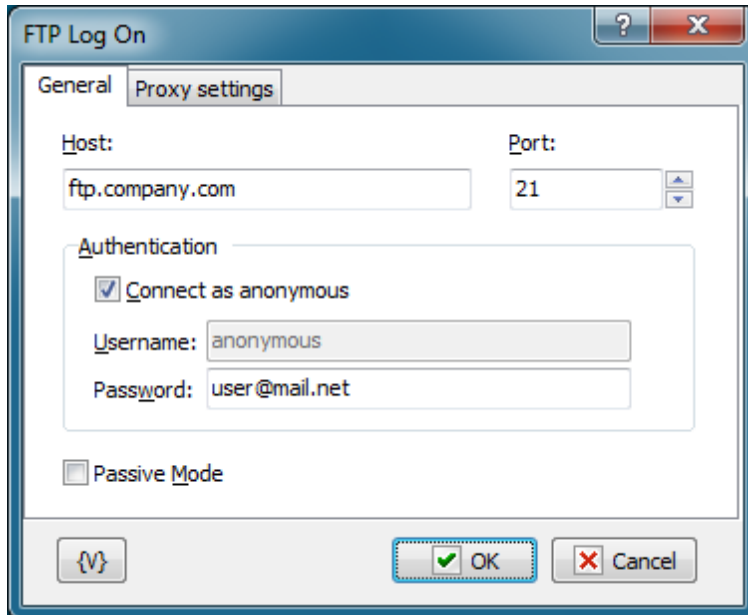 FTP Log On
?
General Proxy settings
Host: Port:
ftp.company.com 21
Authentication
Connect as anonymous
Username: anonymous
Password: user@mail.net
Passive Mode
{V} OK Cancel